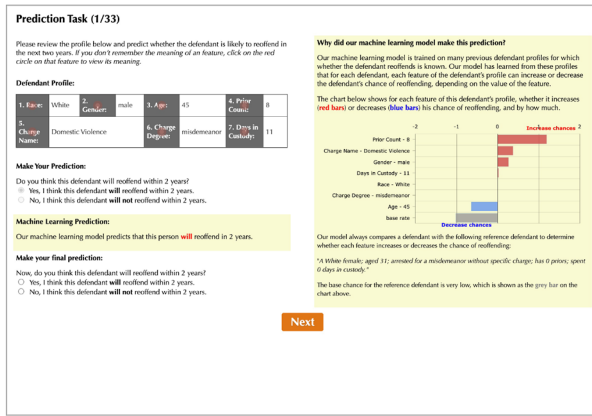 Prediction Task (1/33)
Please review the profile below and predict whether the defendant is likely to reoffend in
the next two years. If you don't remember the meaning of an feature, click on the red
circle on that feature to view its meaning.
Defendant Profile:
1. Race: White 2. Gender: male 3. Age: 45 4. Prior Count: 8
5. Charge Name: Domestic Violence 6. Charge Degree: misdemeanor 7. Days in Custody: 11
Make Your Prediction:
Do you think this defendant will reoffend within 2 years?
Yes, I think this defendant will reoffend within 2 years.
No, I think this defendant will not reoffend within 2 years.
Machine Learning Prediction:
Our machine learning model predicts that this person will reoffend in 2 years.
Make your final prediction:
Now, do you think this defendant will reoffend within 2 years?
Yes, I think this defendant will reoffend within 2 years.
No, I think this defendant will not reoffend within 2 years.
Why did our machine learning model make this prediction?
Our machine learning model is trained on many previous defendant profiles for which
whether the defendant reoffends is known. Our model has learned from these profiles
that for each defendant, each feature of the defendant's profile can increase or decrease
the defendant's chance of reoffending, depending on the value of the feature.
The chart below shows for each feature of this defendant's profile, whether it increases
(red bars) or decreases (blue bars) his chance of reoffending, and by how much.
-2 -1 0 Increase chances 2
Prior Count - 8
Charge Name - Domestic Violence
Gender - male
Days in Custody - 11
Race - White
Charge Degree - misdemeanor
Age - 45
base rate
Decrease chances
Our model always compares a defendant with the following reference defendant to determine
whether each feature increases or decreases the chance of reoffending:
"A White female; aged 31; arrested for a misdemeanor without specific charge; has 0 priors; spent
0 days in custody."
The base chance for the reference defendant is very low, which is shown as the grey bar on the
chart above.
Next